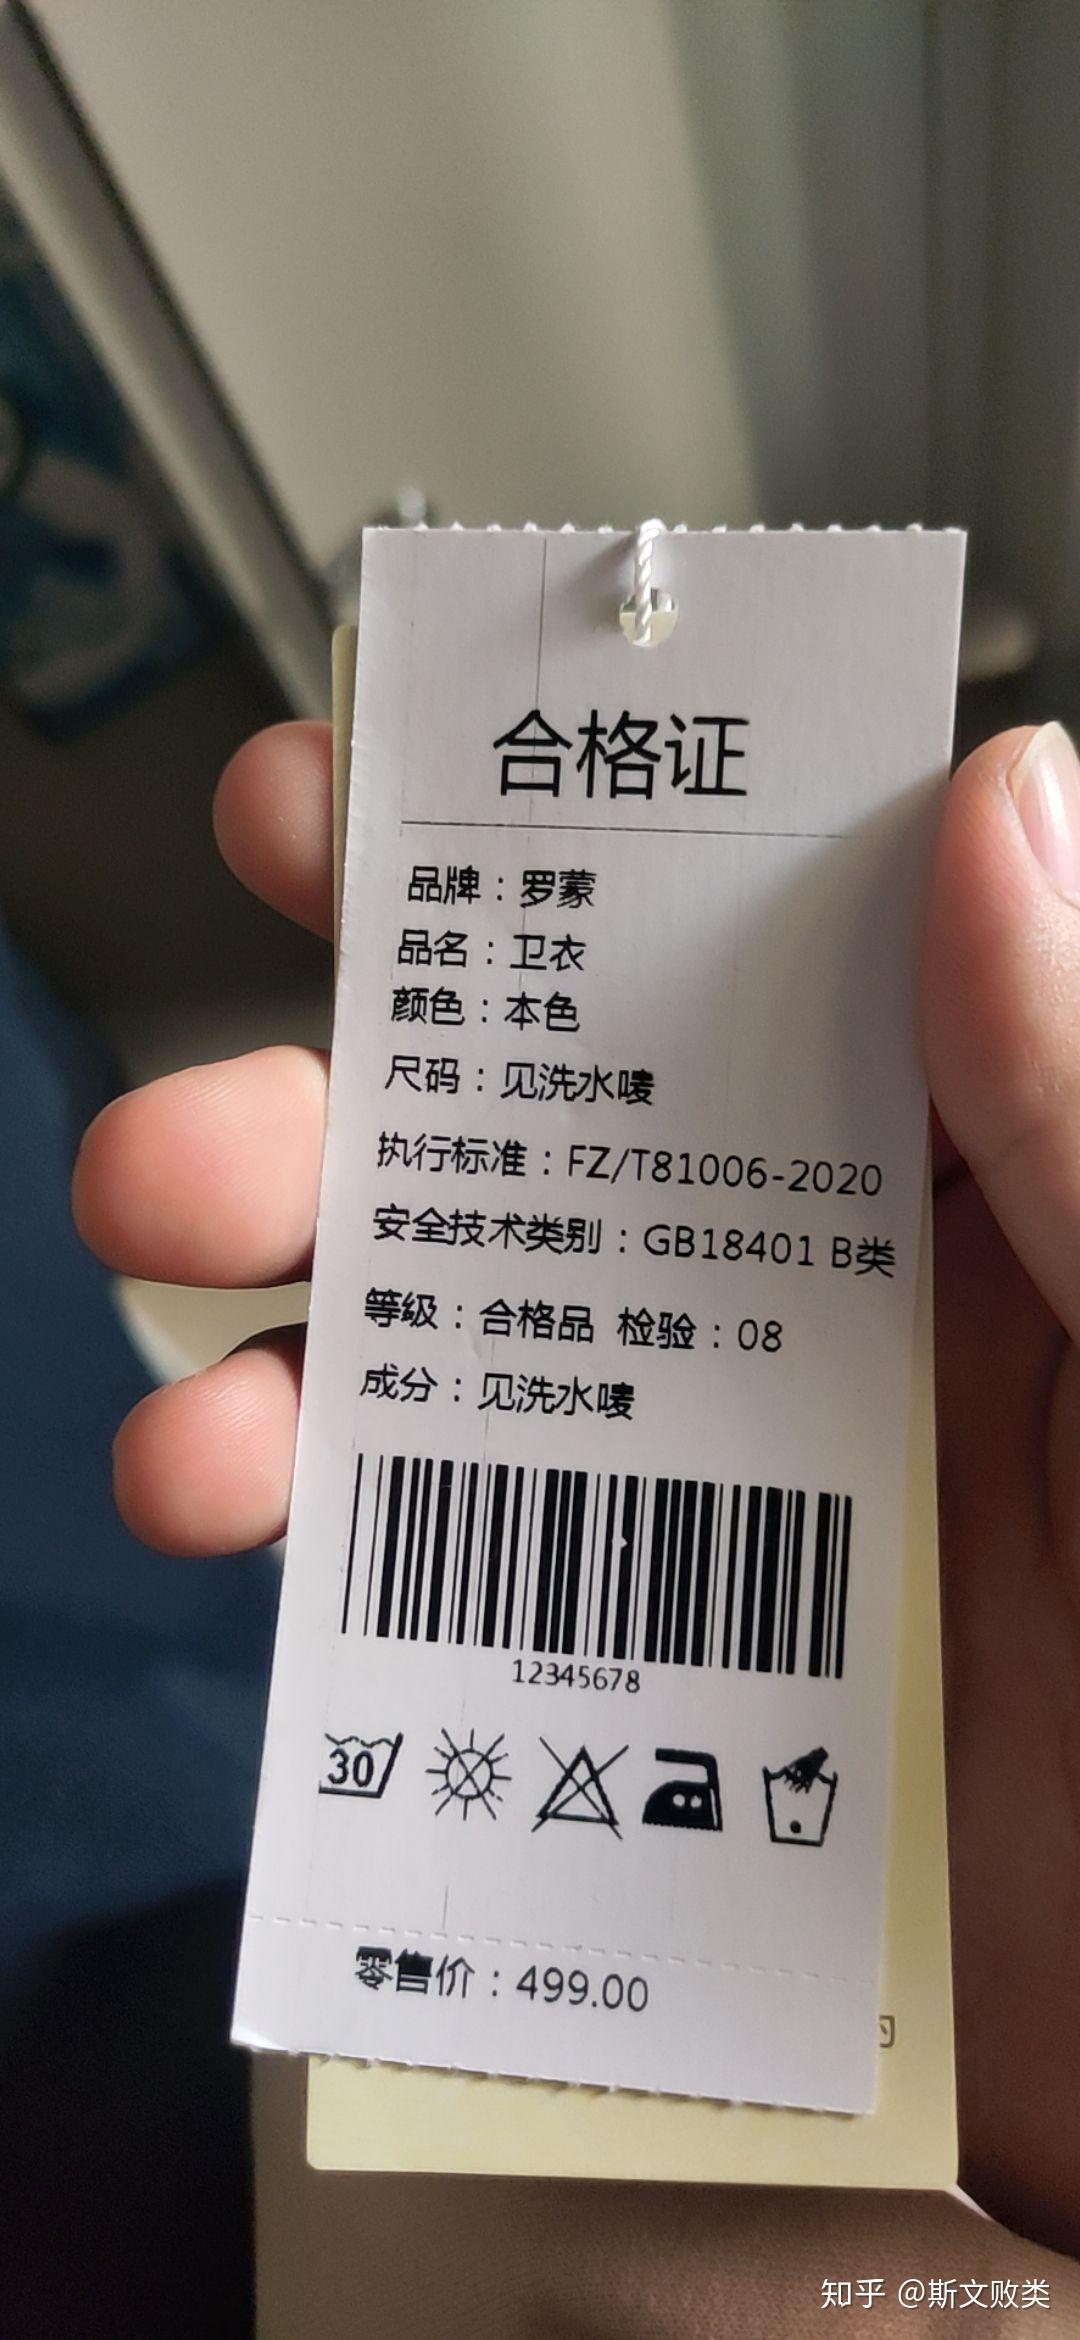 合格证
品牌：罗蒙
品名：卫衣
颜色：本色
尺码：见洗水唛
执行标准：FZ/T81006-2020
安全技术类别：GB18401 B类
等级：合格品 检验：08
成分：见洗水唛
12345678
30
零售价：499.00
知乎 @斯文败类